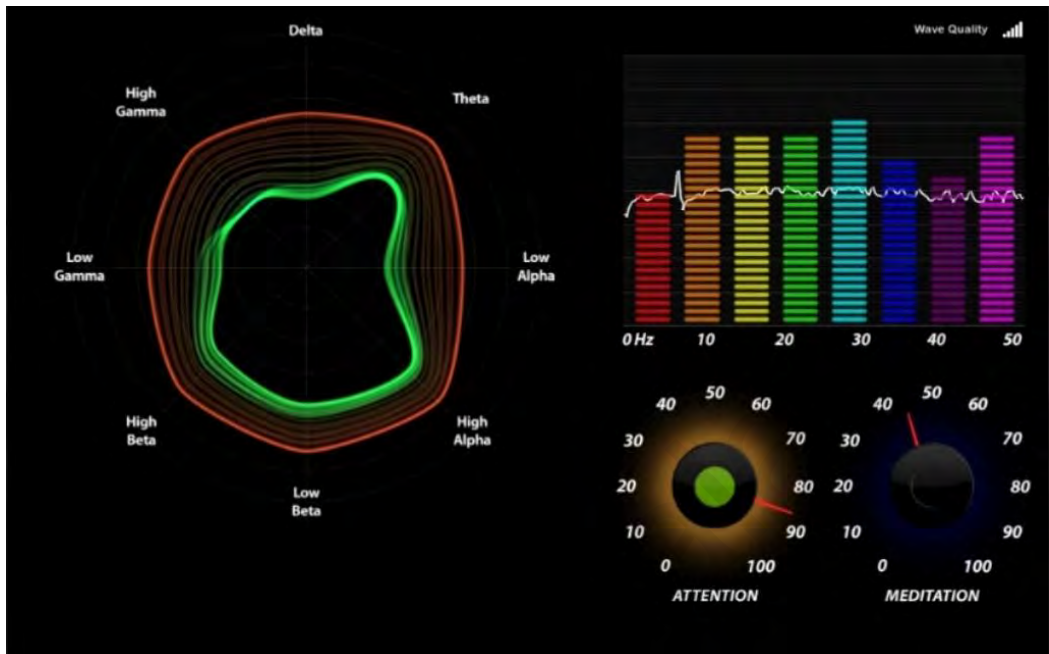 Delta
Wave Quality
High
Gamma
Theta
Low
Gamma
Low
Alpha
High
Beta
High
Alpha
Low
Beta
0 Hz 10 20 30 40 50
50
40 60
30 70
20 80
10 90
0 100
ATTENTION
50
40 60
30 70
20 80
10 90
0 100
MEDITATION